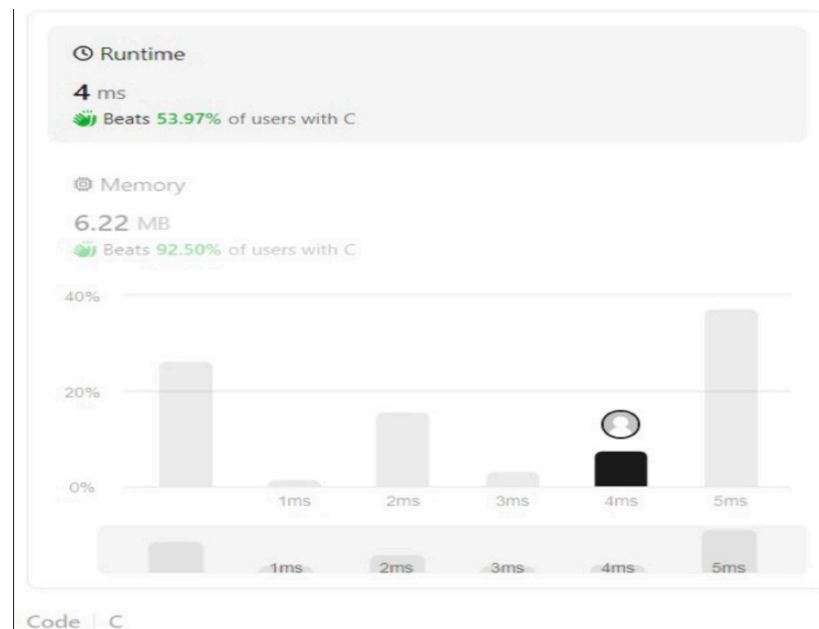 Runtime
4 ms
Beats 53.97% of users with C
Memory
6.22 MB
Beats 92.50% of users with C
40%
20%
0%
1ms 2ms 3ms 4ms 5ms
1ms 2ms 3ms 4ms 5ms
Code | C